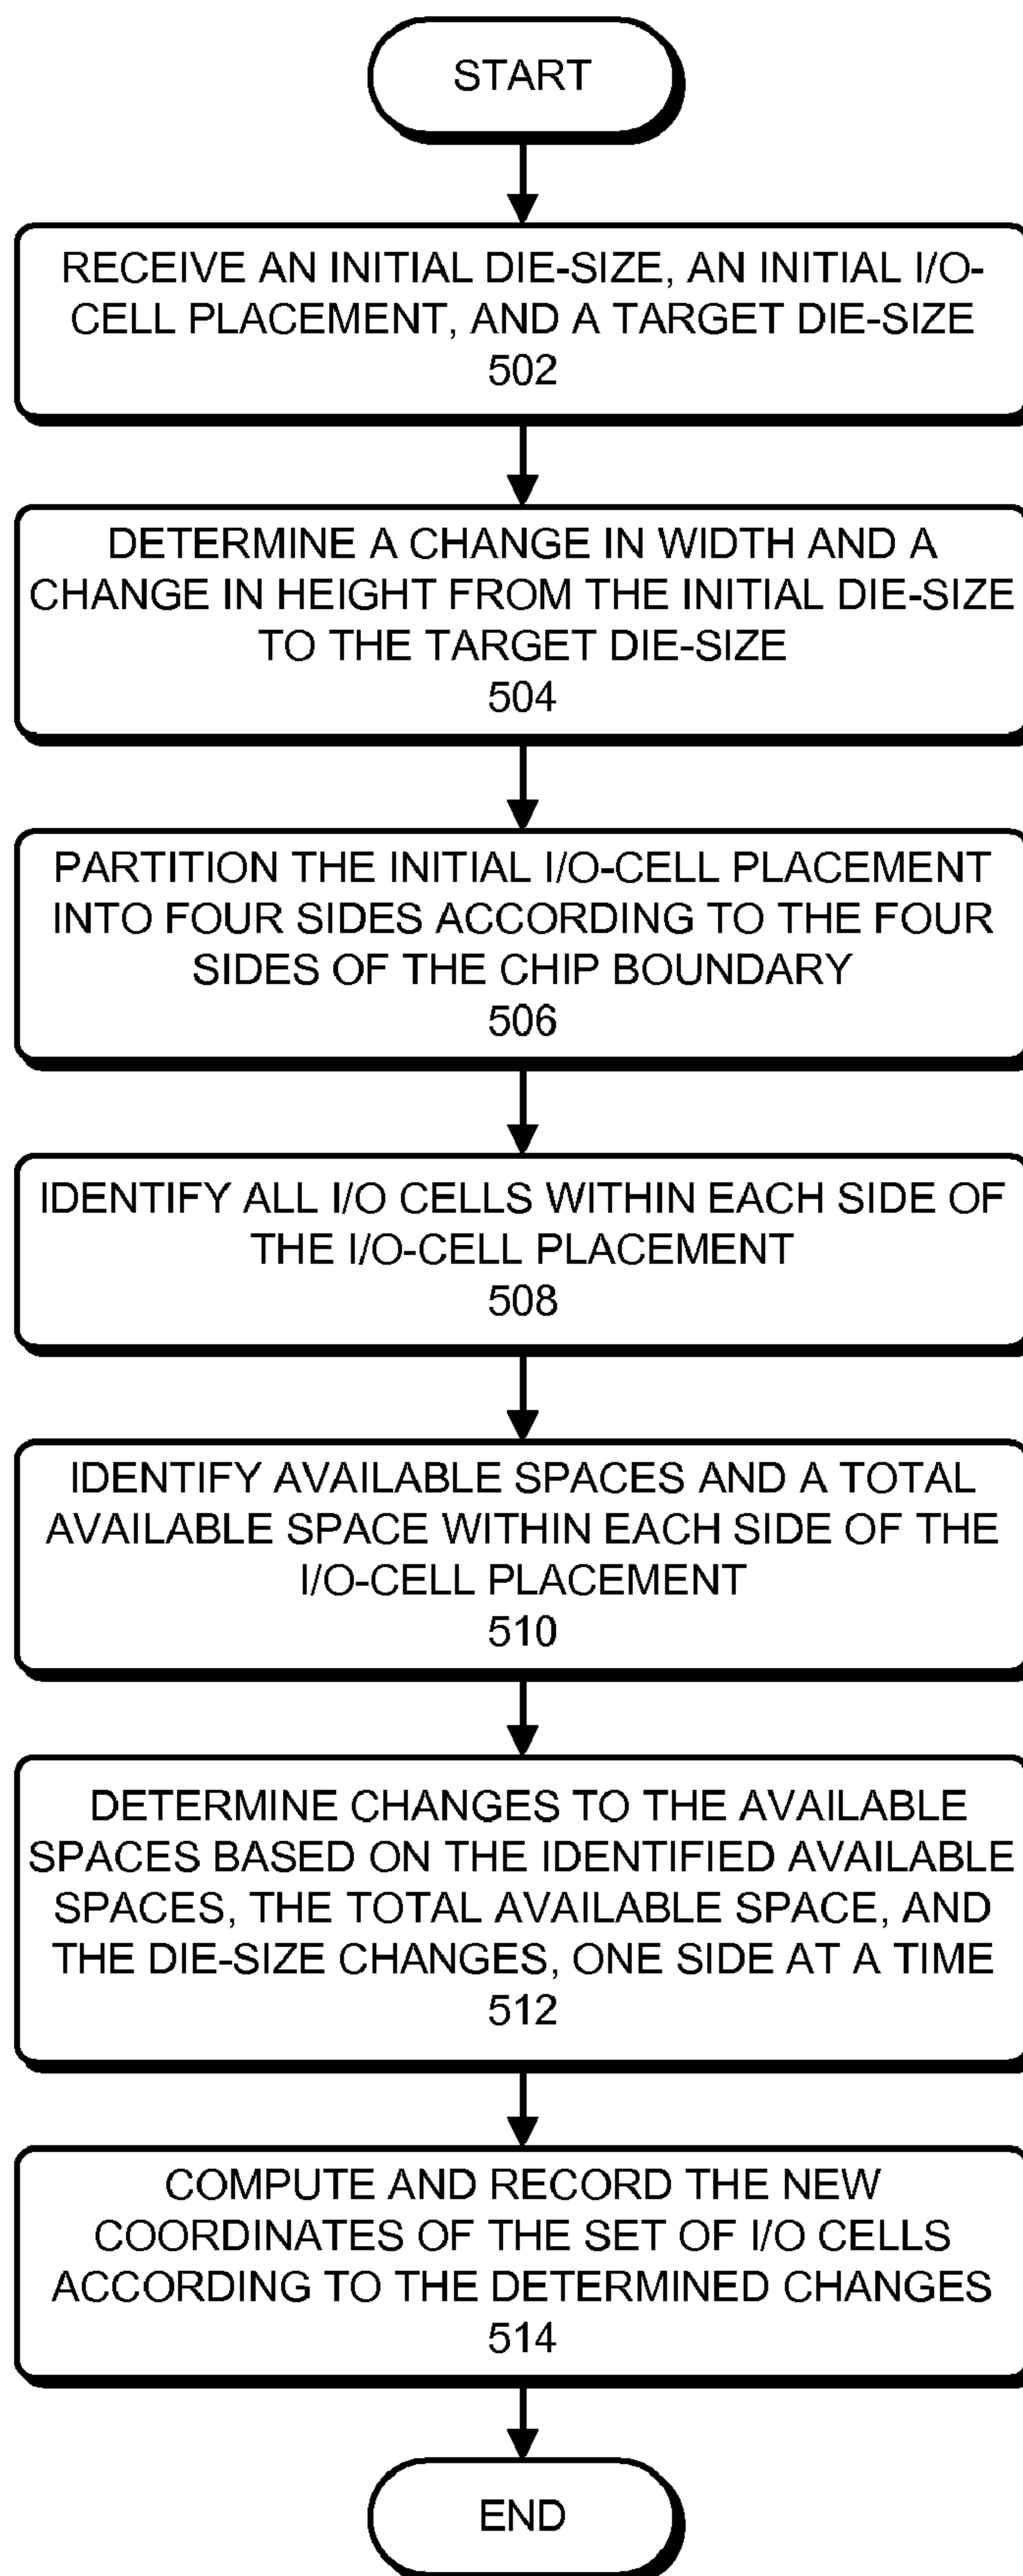 START
RECEIVE AN INITIAL DIE-SIZE, AN INITIAL I/O-
CELL PLACEMENT, AND A TARGET DIE-SIZE
502
DETERMINE A CHANGE IN WIDTH AND A
CHANGE IN HEIGHT FROM THE INITIAL DIE-SIZE
TO THE TARGET DIE-SIZE
504
PARTITION THE INITIAL I/O-CELL PLACEMENT
INTO FOUR SIDES ACCORDING TO THE FOUR
SIDES OF THE CHIP BOUNDARY
506
IDENTIFY ALL I/O CELLS WITHIN EACH SIDE OF
THE I/O-CELL PLACEMENT
508
IDENTIFY AVAILABLE SPACES AND A TOTAL
AVAILABLE SPACE WITHIN EACH SIDE OF THE
I/O-CELL PLACEMENT
510
DETERMINE CHANGES TO THE AVAILABLE
SPACES BASED ON THE IDENTIFIED AVAILABLE
SPACES, THE TOTAL AVAILABLE SPACE, AND
THE DIE-SIZE CHANGES, ONE SIDE AT A TIME
512
COMPUTE AND RECORD THE NEW
COORDINATES OF THE SET OF I/O CELLS
ACCORDING TO THE DETERMINED CHANGES
514
END